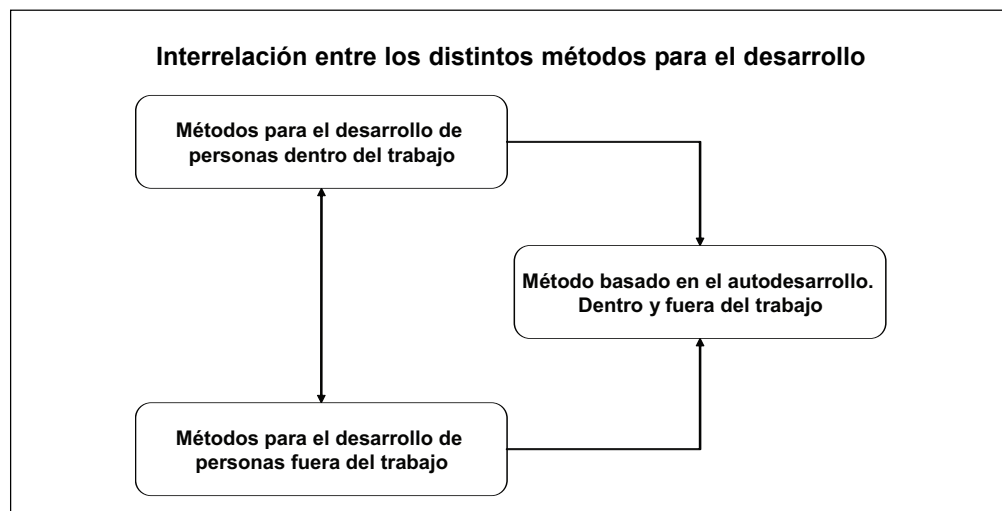 Interrelación entre los distintos métodos para el desarrollo
Métodos para el desarrollo de
personas dentro del trabajo
Método basado en el autodesarrollo.
Dentro y fuera del trabajo
Métodos para el desarrollo de
personas fuera del trabajo